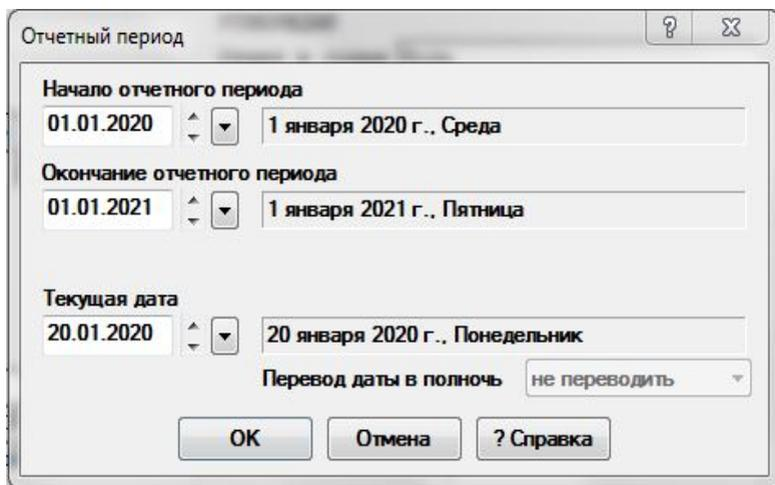 Отчетный период
Начало отчетного периода
01.01.2020 1 января 2020 г., Среда
Окончание отчетного периода
01.01.2021 1 января 2021 г., Пятница
Текущая дата
20.01.2020 20 января 2020 г., Понедельник
Перевод даты в полночь не переводить
OK Отмена ? Справка